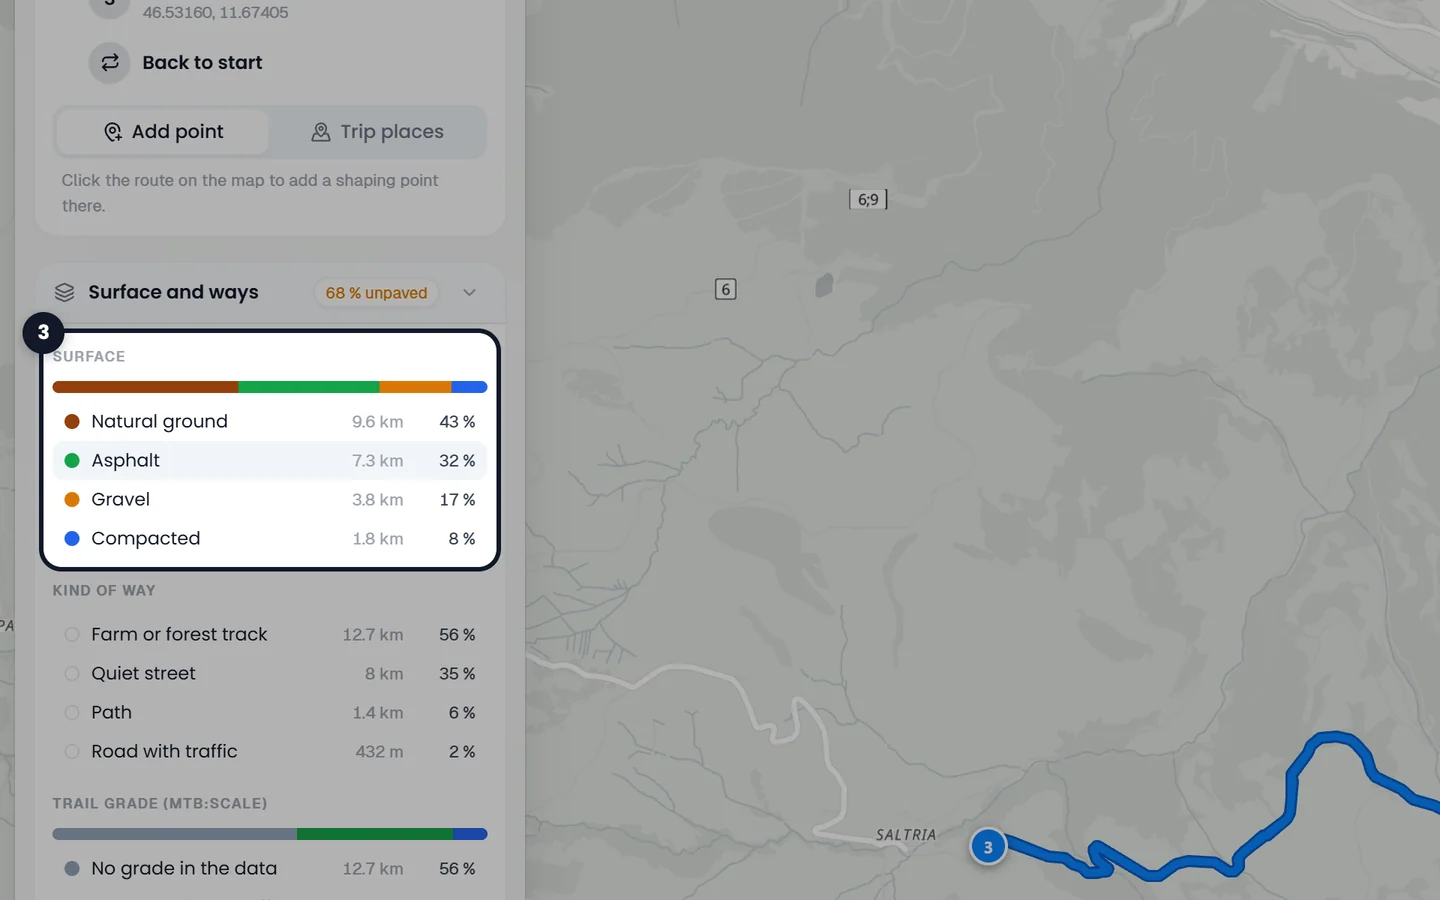 46.53160, 11.67405
Back to start
Add point
Trip places
Click the route on the map to add a shaping point
there.
Surface and ways
68 % unpaved
3
SURFACE
Natural ground 9.6 km 43 %
Asphalt 7.3 km 32 %
Gravel 3.8 km 17 %
Compacted 1.8 km 8 %
KIND OF WAY
Farm or forest track 12.7 km 56 %
Quiet street 8 km 35 %
Path 1.4 km 6 %
Road with traffic 432 m 2 %
TRAIL GRADE (MTB:SCALE)
No grade in the data 12.7 km 56 %
6;9
6
SALTRIA
3